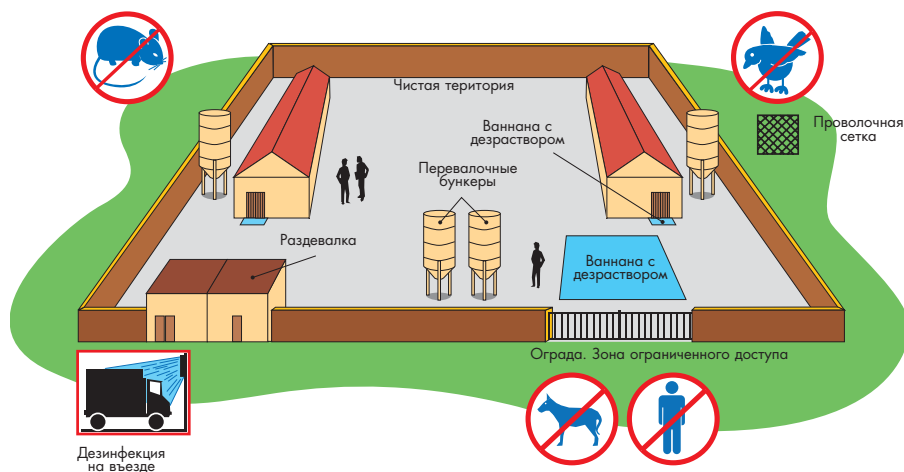 Чистая територия
Ваннана с
дезраствором
Проволочная
сетка
Перевалочные
бункеры
Раздевалка
Ваннана с
дезраствором
Ограда. Зона ограниченного доступа
Дезинфекция
на въезде